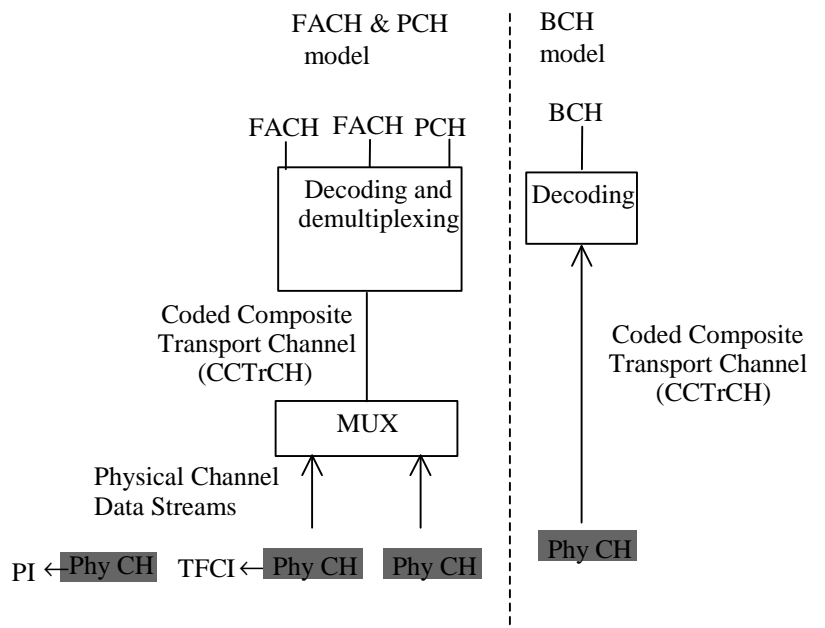 FACH & PCH
model
BCH
model
FACH FACH PCH
BCH
Decoding and
demultiplexing
Decoding
Coded Composite
Transport Channel
(CCTrCH)
Coded Composite
Transport Channel
(CCTrCH)
MUX
Physical Channel
Data Streams
PI ← Phy CH TFCI ← Phy CH Phy CH
Phy CH